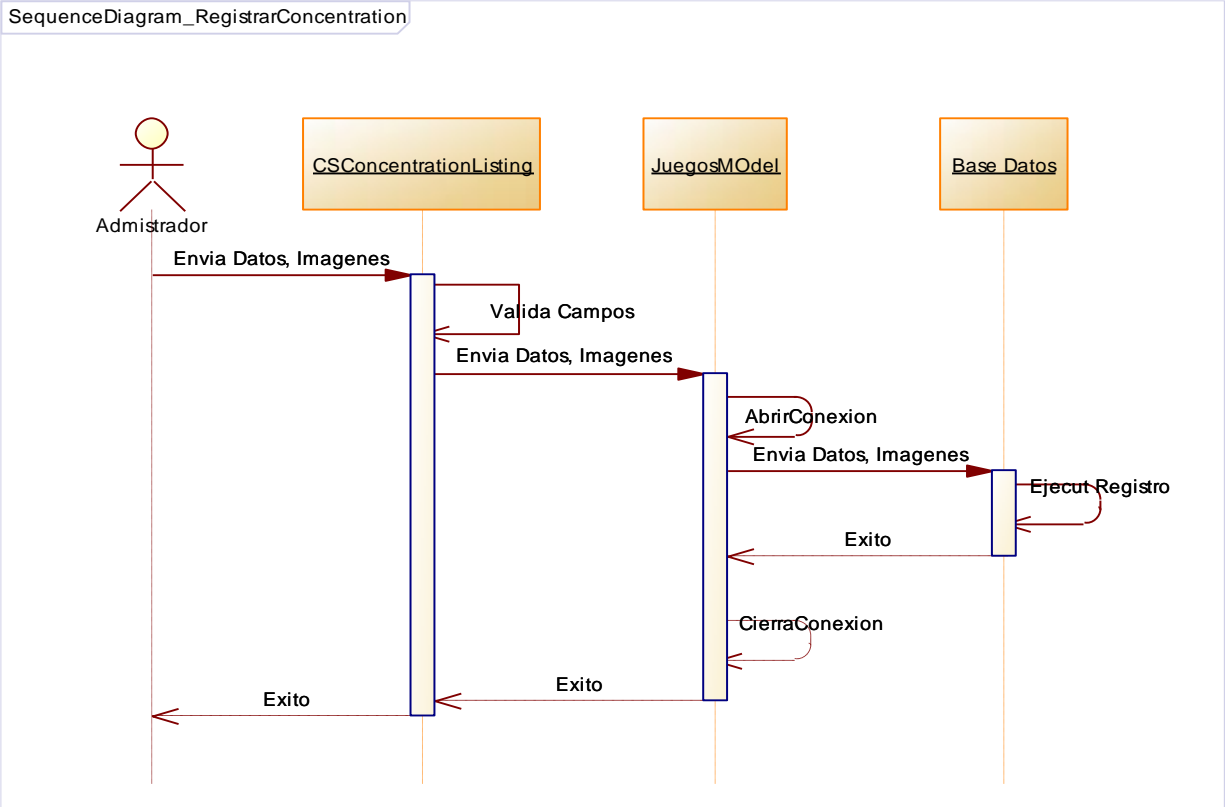 SequenceDiagram_RegistrarConcentration
CSConcentrationListing
JuegosMOdel
Base Datos
Admistrador
Envia Datos, Imagenes
Valida Campos
Envia Datos, Imagenes
AbrirConexion
Envia Datos, Imagenes
Ejecut Registro
Exito
CierraConexion
Exito
Exito